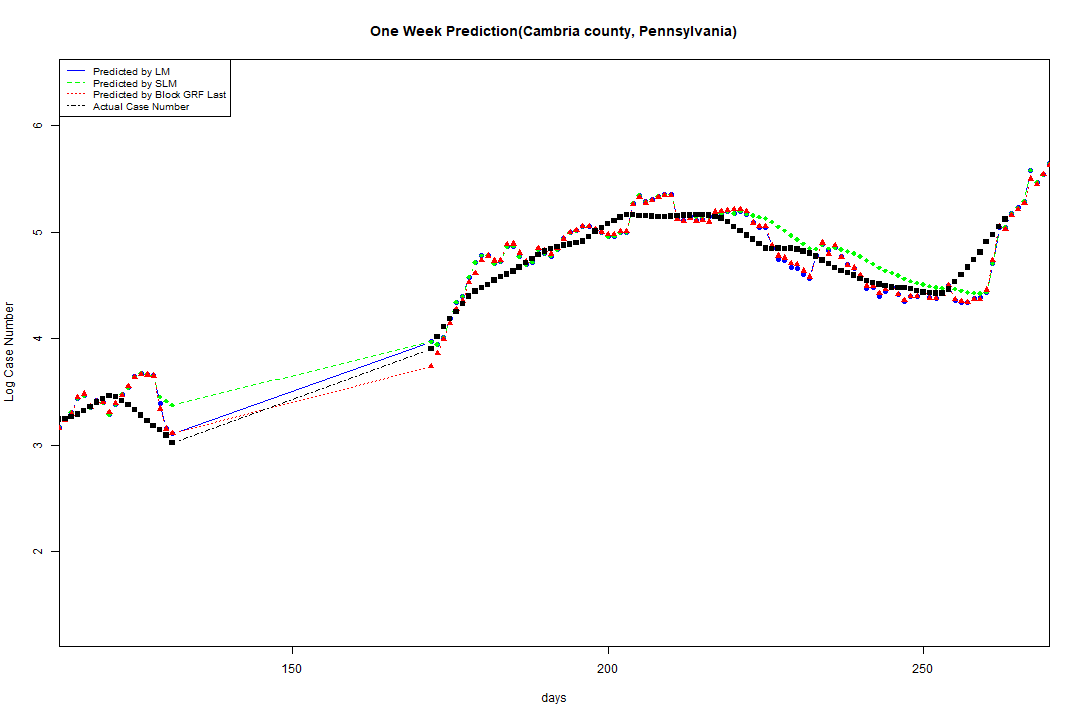 One Week Prediction(Cambria county, Pennsylvania)
Predicted by LM
Predicted by SLM
Predicted by Block GRF Last
Actual Case Number
6
5
4
3
2
Log Case Number
150
200
250
days